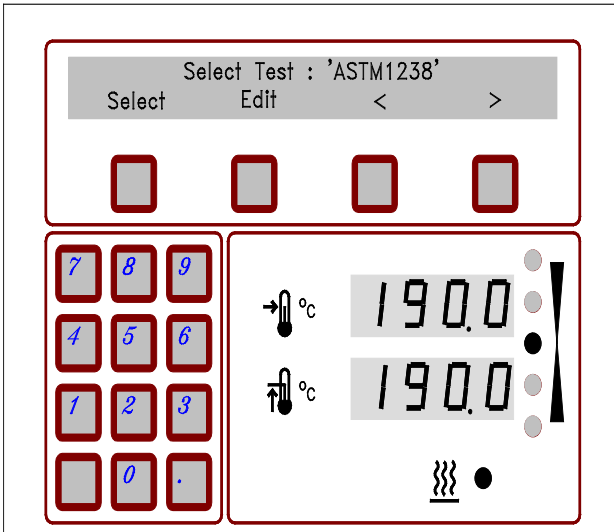 Select Test : 'ASTM1238'
Select Edit < >
7 8 9
4 5 6
1 2 3
0 .
°C 190.0
°C 190.0